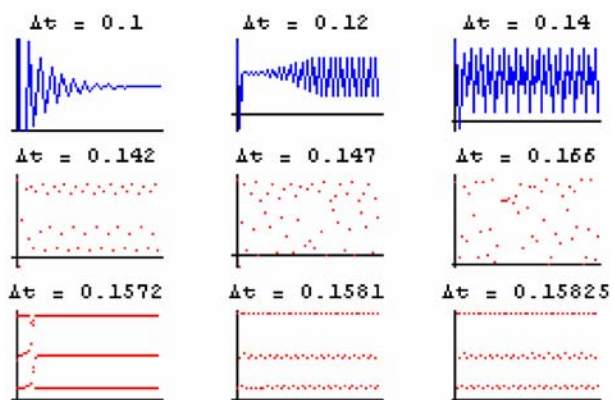 Δt = 0.1
Δt = 0.12
Δt = 0.14
Δt = 0.142
Δt = 0.147
Δt = 0.166
Δt = 0.1572
Δt = 0.1581
Δt = 0.15825